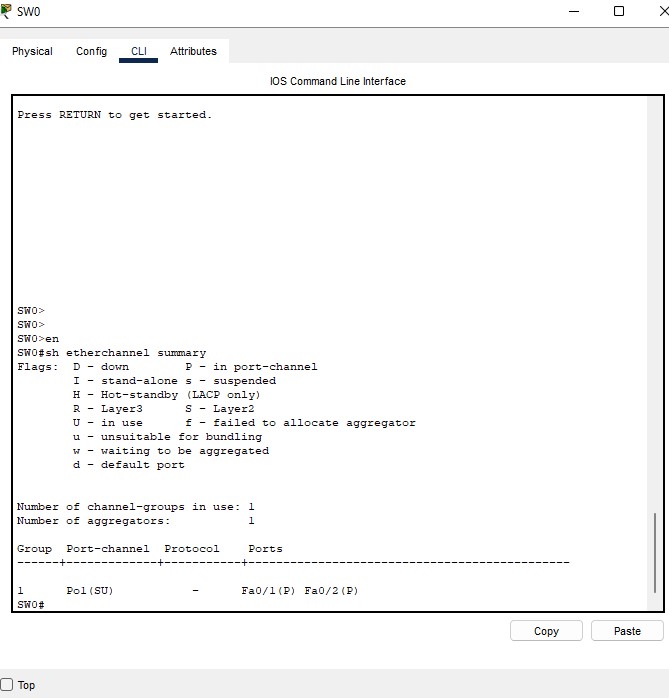 SW0
Physical Config CLI Attributes
IOS Command Line Interface
Press RETURN to get started.
SW0>
SW0>
SW0>en
SW0#sh etherchannel summary
Flags:  D - down        P - in port-channel
        I - stand-alone s - suspended
        H - Hot-standby (LACP only)
        R - Layer3      S - Layer2
        U - in use      f - failed to allocate aggregator
        u - unsuitable for bundling
        w - waiting to be aggregated
        d - default port
Number of channel-groups in use: 1
Number of aggregators:           1
Group  Port-channel  Protocol    Ports
------+-------------+-----------+----------------------------------------------
1      Po1(SU)           -      Fa0/1(P) Fa0/2(P)
SW0#
Copy Paste
Top